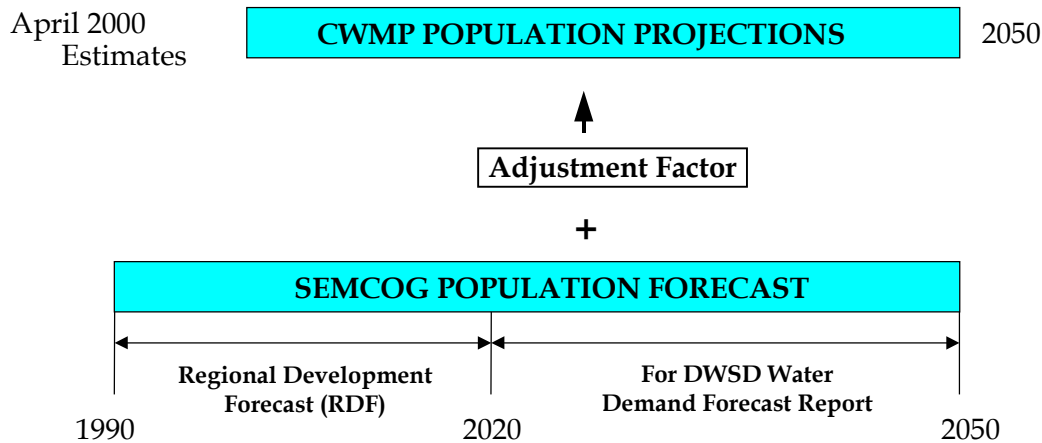 April 2000
Estimates
CWMP POPULATION PROJECTIONS
2050
Adjustment Factor
+
SEMCOG POPULATION FORECAST
Regional Development
Forecast (RDF)
For DWSD Water
Demand Forecast Report
1990
2020
2050